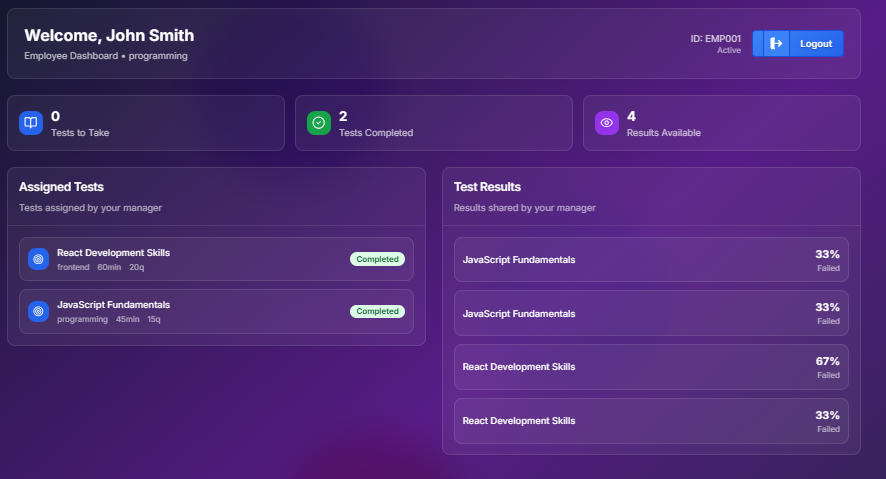 Welcome, John Smith
Employee Dashboard • programming
ID: EMP001
Active
Logout
0
Tests to Take
2
Tests Completed
4
Results Available
Assigned Tests
Tests assigned by your manager
React Development Skills
frontend 60min 20q
Completed
JavaScript Fundamentals
programming 45min 15q
Completed
Test Results
Results shared by your manager
JavaScript Fundamentals
33%
Failed
JavaScript Fundamentals
33%
Failed
React Development Skills
67%
Failed
React Development Skills
33%
Failed